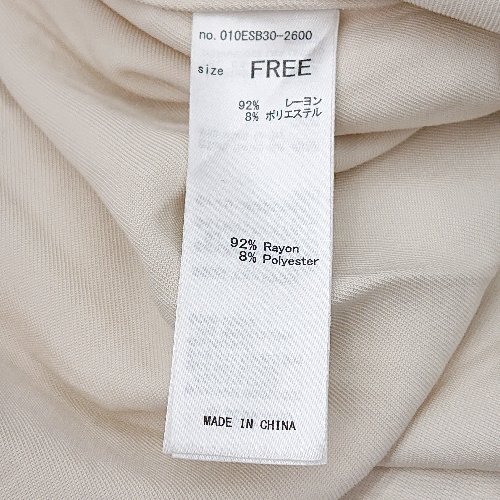 no. 010ESB30-2600
size FREE
92% レーヨン
8% ポリエステル
92% Rayon
8% Polyester
MADE IN CHINA